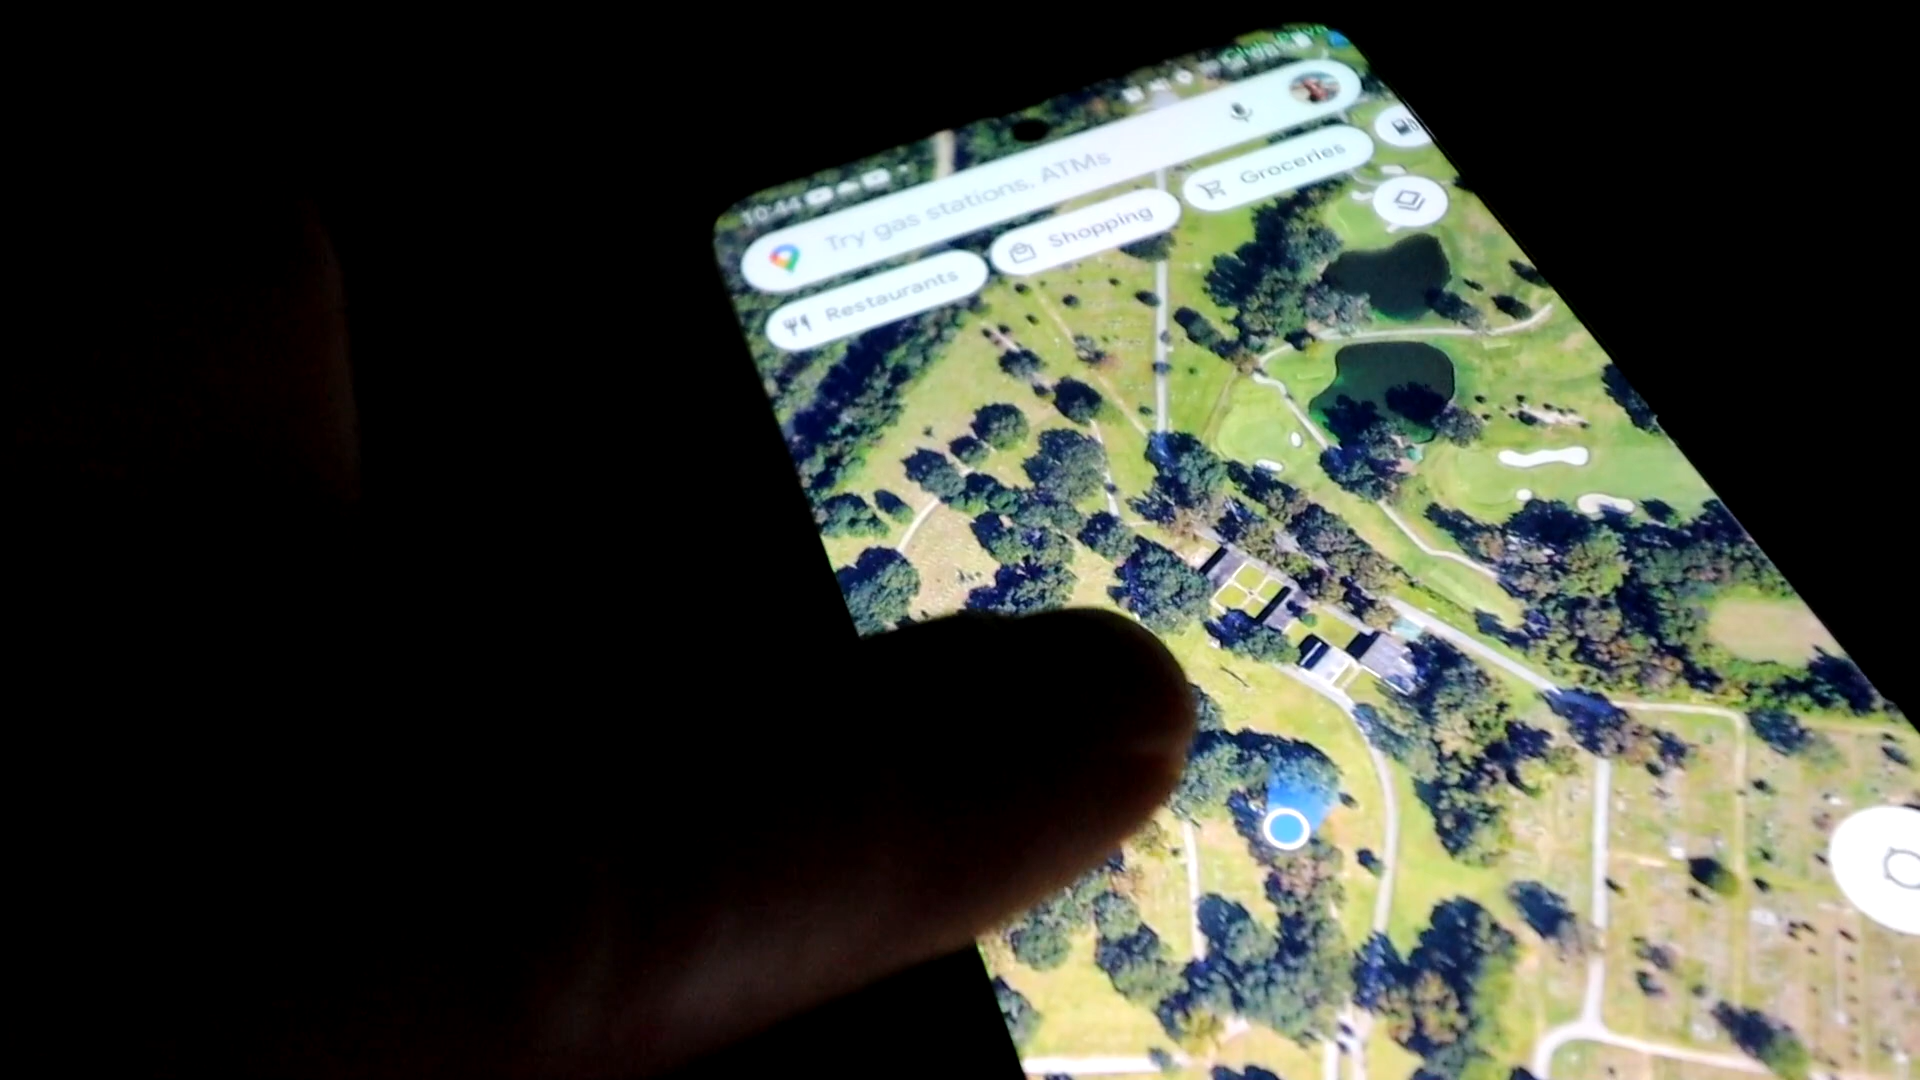 10:44
Try gas stations, ATMs
Restaurants
Shopping
Groceries